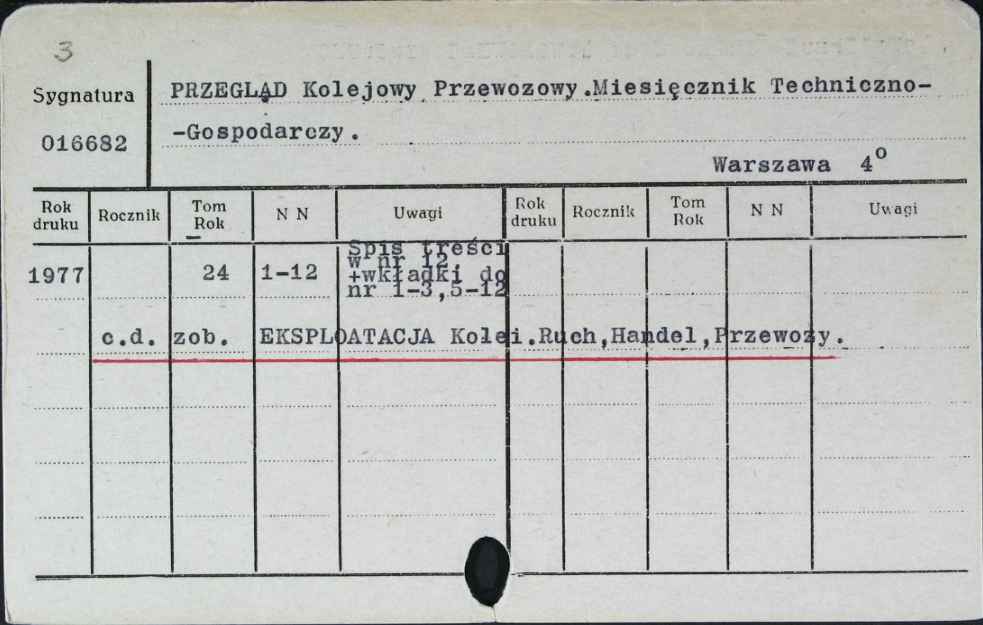 3
Sygnatura
016682
PRZEGLĄD Kolejowy Przewozowy.Miesięcznik Techniczno-
-Gospodarczy.
Warszawa 4o
Rok druku Rocznik Tom Rok N N Uwagi Rok druku Rocznik Tom Rok N N Uwagi
1977 24 1-12 Spis treści
w nr 12.
+wkładki do
nr 1-3,5-12
c.d. zob. EKSPLOATACJA Kolei.Ruch,Handel,Przewozy.